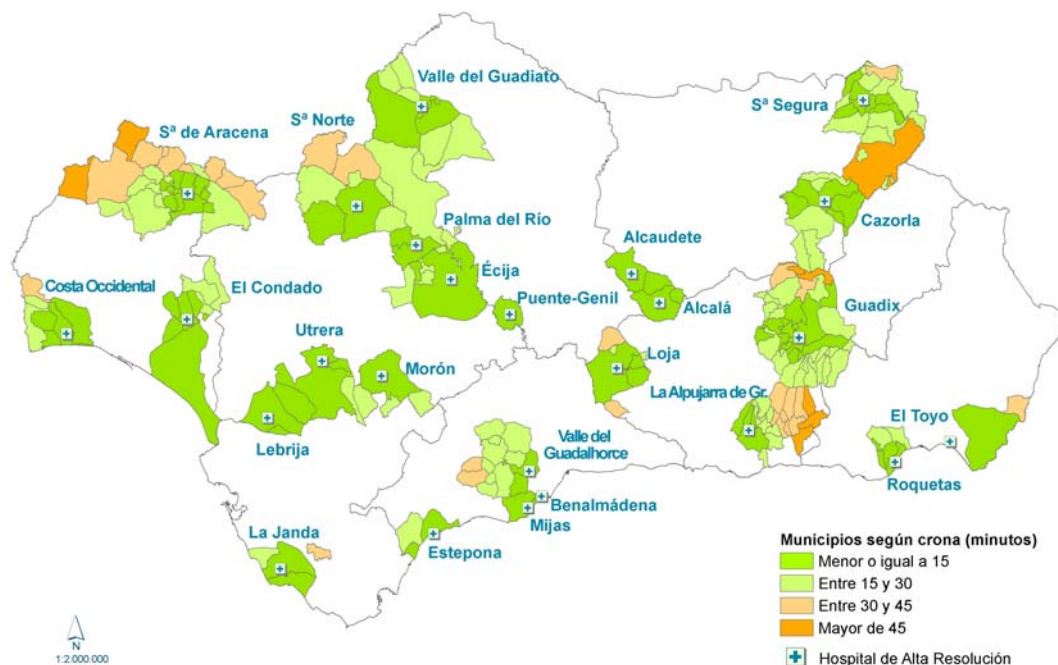 Valle del Guadiato
Sª Segura
Sª Norte
Sª de Aracena
Palma del Río
Cazorla
Alcaudete
Écija
Costa Occidental
El Condado
Puente-Genil
Alcalá
Guadix
Utrera
Morón
Loja
La Alpujarra de Gr.
El Toyo
Lebrija
Valle del
Guadalhorce
Roquetas
Benalmádena
Mijas
La Janda
Estepona
Municipios según crona (minutos)
Menor o igual a 15
Entre 15 y 30
Entre 30 y 45
Mayor de 45
Hospital de Alta Resolución
N
1:2.000.000